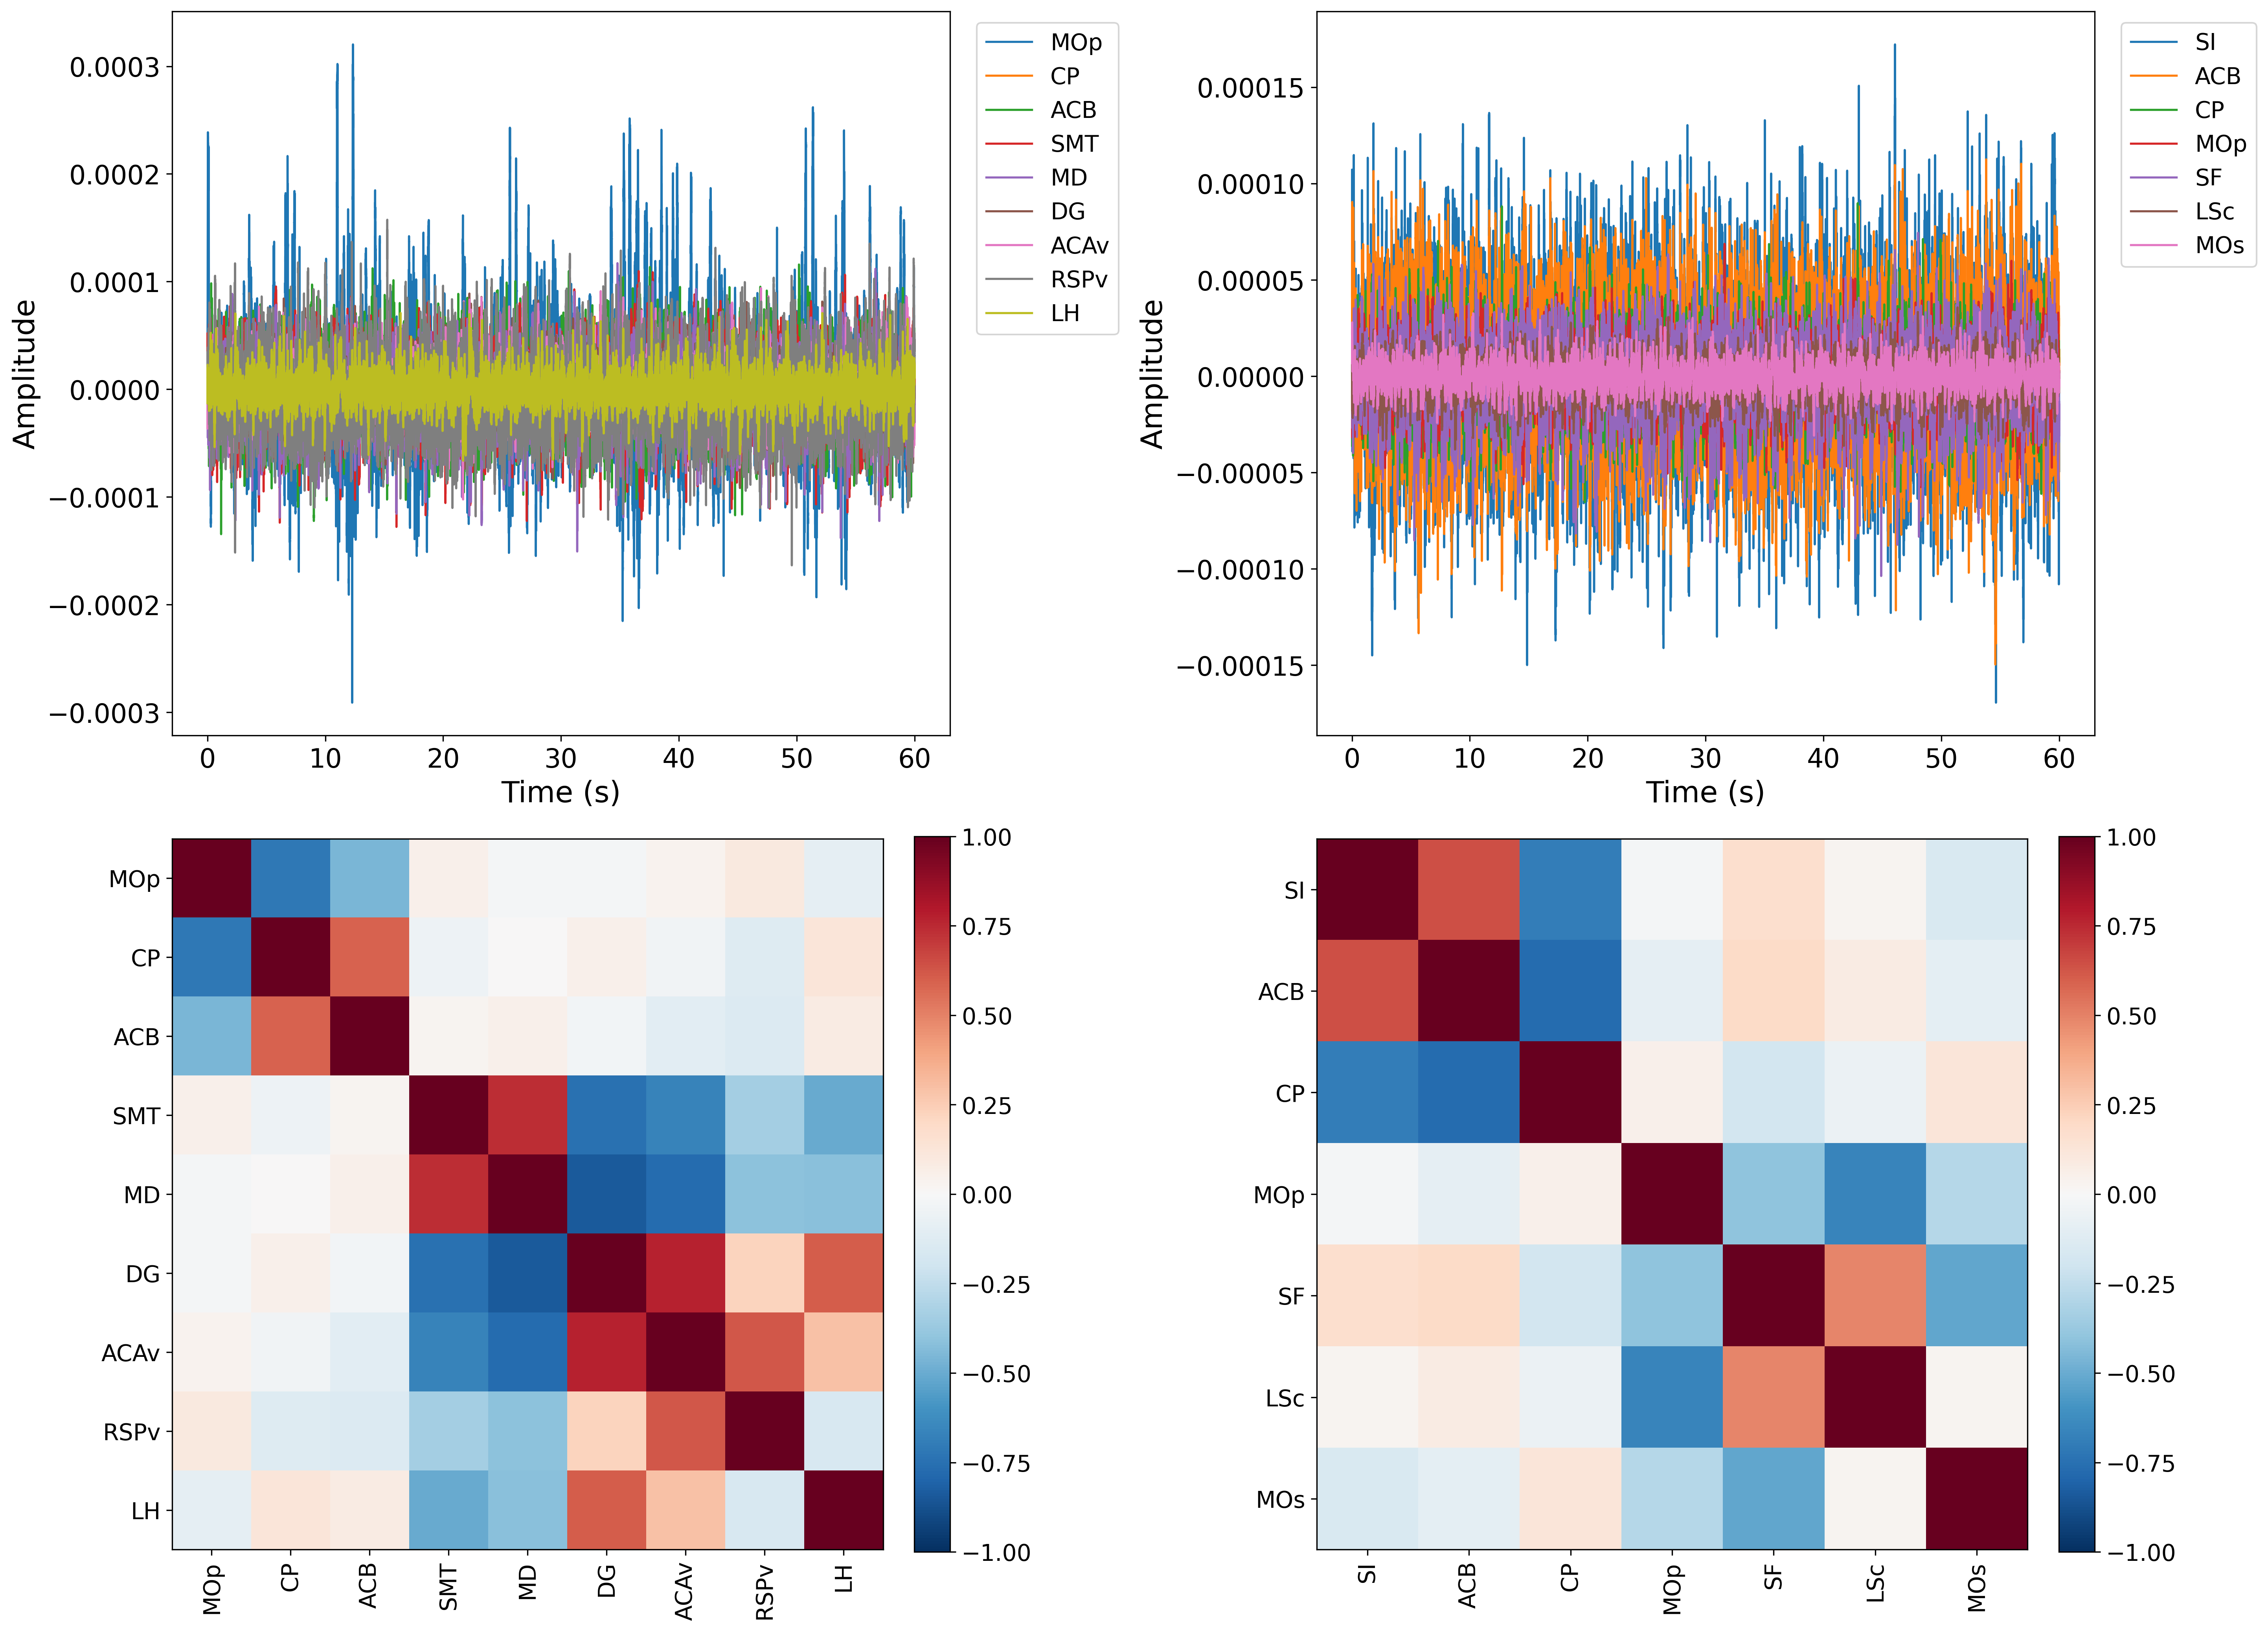 Amplitude
0.0003
0.0002
0.0001
0.0000
−0.0001
−0.0002
−0.0003
0 10 20 30 40 50 60
Time (s)
MOp
CP
ACB
SMT
MD
DG
ACAv
RSPv
LH
Amplitude
0.00015
0.00010
0.00005
0.00000
−0.00005
−0.00010
−0.00015
0 10 20 30 40 50 60
Time (s)
SI
ACB
CP
MOp
SF
LSc
MOs
MOp
CP
ACB
SMT
MD
DG
ACAv
RSPv
LH
MOp CP ACB SMT MD DG ACAv RSPv LH
1.00
0.75
0.50
0.25
0.00
−0.25
−0.50
−0.75
−1.00
SI
ACB
CP
MOp
SF
LSc
MOs
SI ACB CP MOp SF LSc MOs
1.00
0.75
0.50
0.25
0.00
−0.25
−0.50
−0.75
−1.00